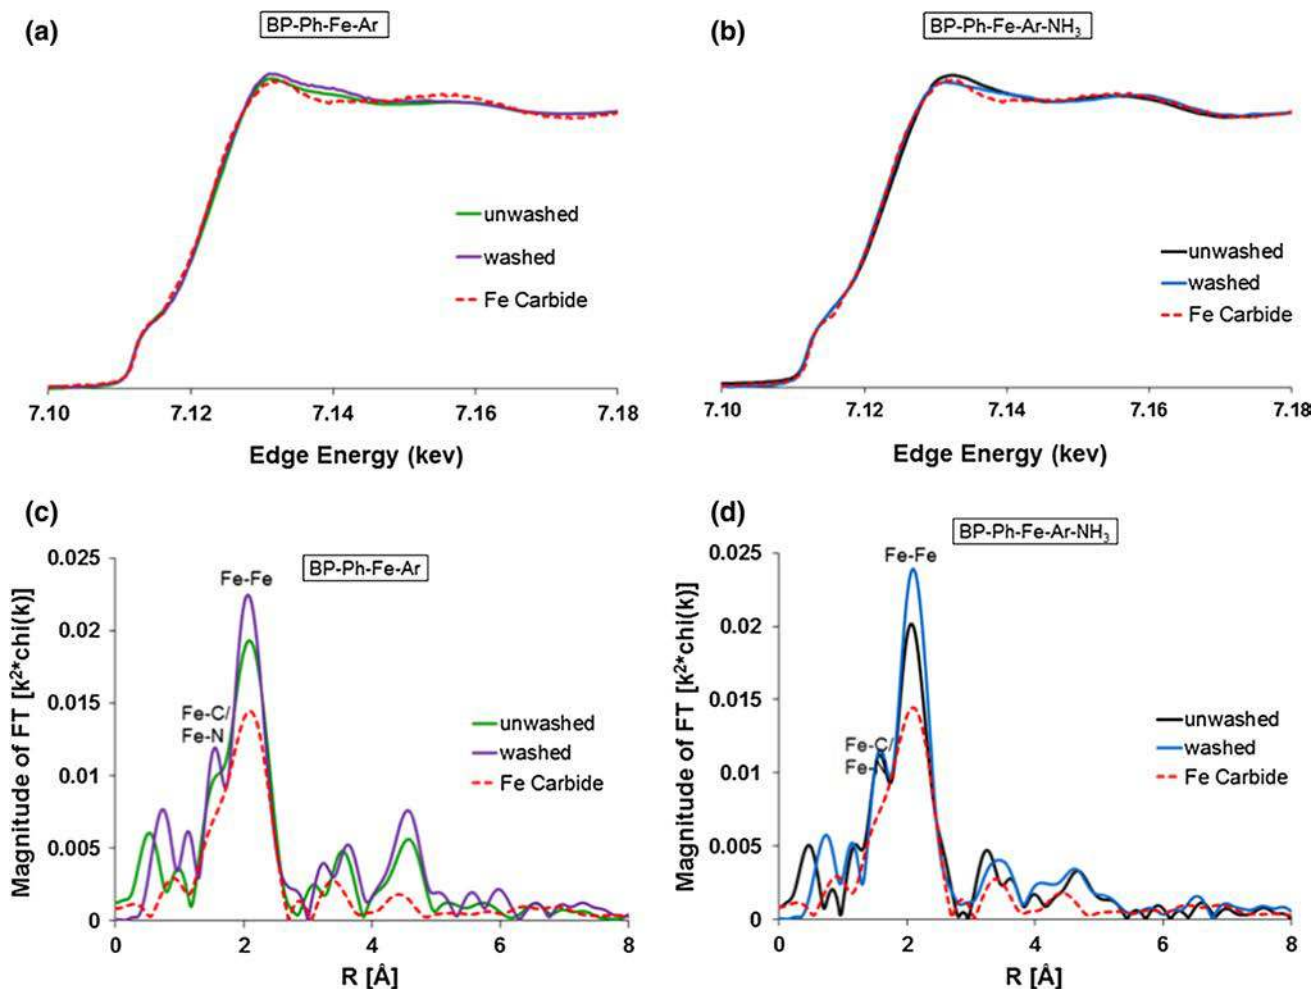 (a)
BP-Ph-Fe-Ar
unwashed
washed
Fe Carbide
7.10 7.12 7.14 7.16 7.18
Edge Energy (kev)
(b)
BP-Ph-Fe-Ar-NH₃
unwashed
washed
Fe Carbide
7.10 7.12 7.14 7.16 7.18
Edge Energy (kev)
(c)
BP-Ph-Fe-Ar
Magnitude of FT [k²*chi(k)]
0.025
0.02
0.015
0.01
0.005
0
Fe-Fe
Fe-C/
Fe-N
unwashed
washed
Fe Carbide
0 2 4 6 8
R [Å]
(d)
BP-Ph-Fe-Ar-NH₃
Magnitude of FT [k²*chi(k)]
0.025
0.02
0.015
0.01
0.005
0
Fe-Fe
Fe-C/
Fe-N
unwashed
washed
Fe Carbide
0 2 4 6 8
R [Å]